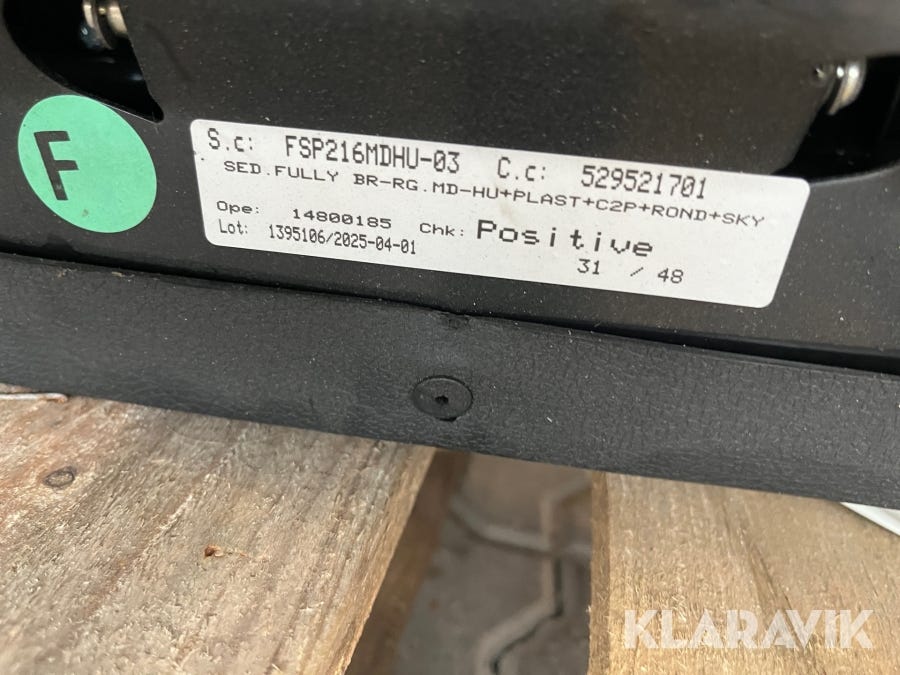 F
S.c: FSP216MDHU-03 C.c: 529521701
SED.FULLY BR-RG.MD-HU+PLAST+C2P+ROND+SKY
Ope: 14800185 Chk: Positive
Lot: 1395106/2025-04-01 31 / 48
KLARAVIK